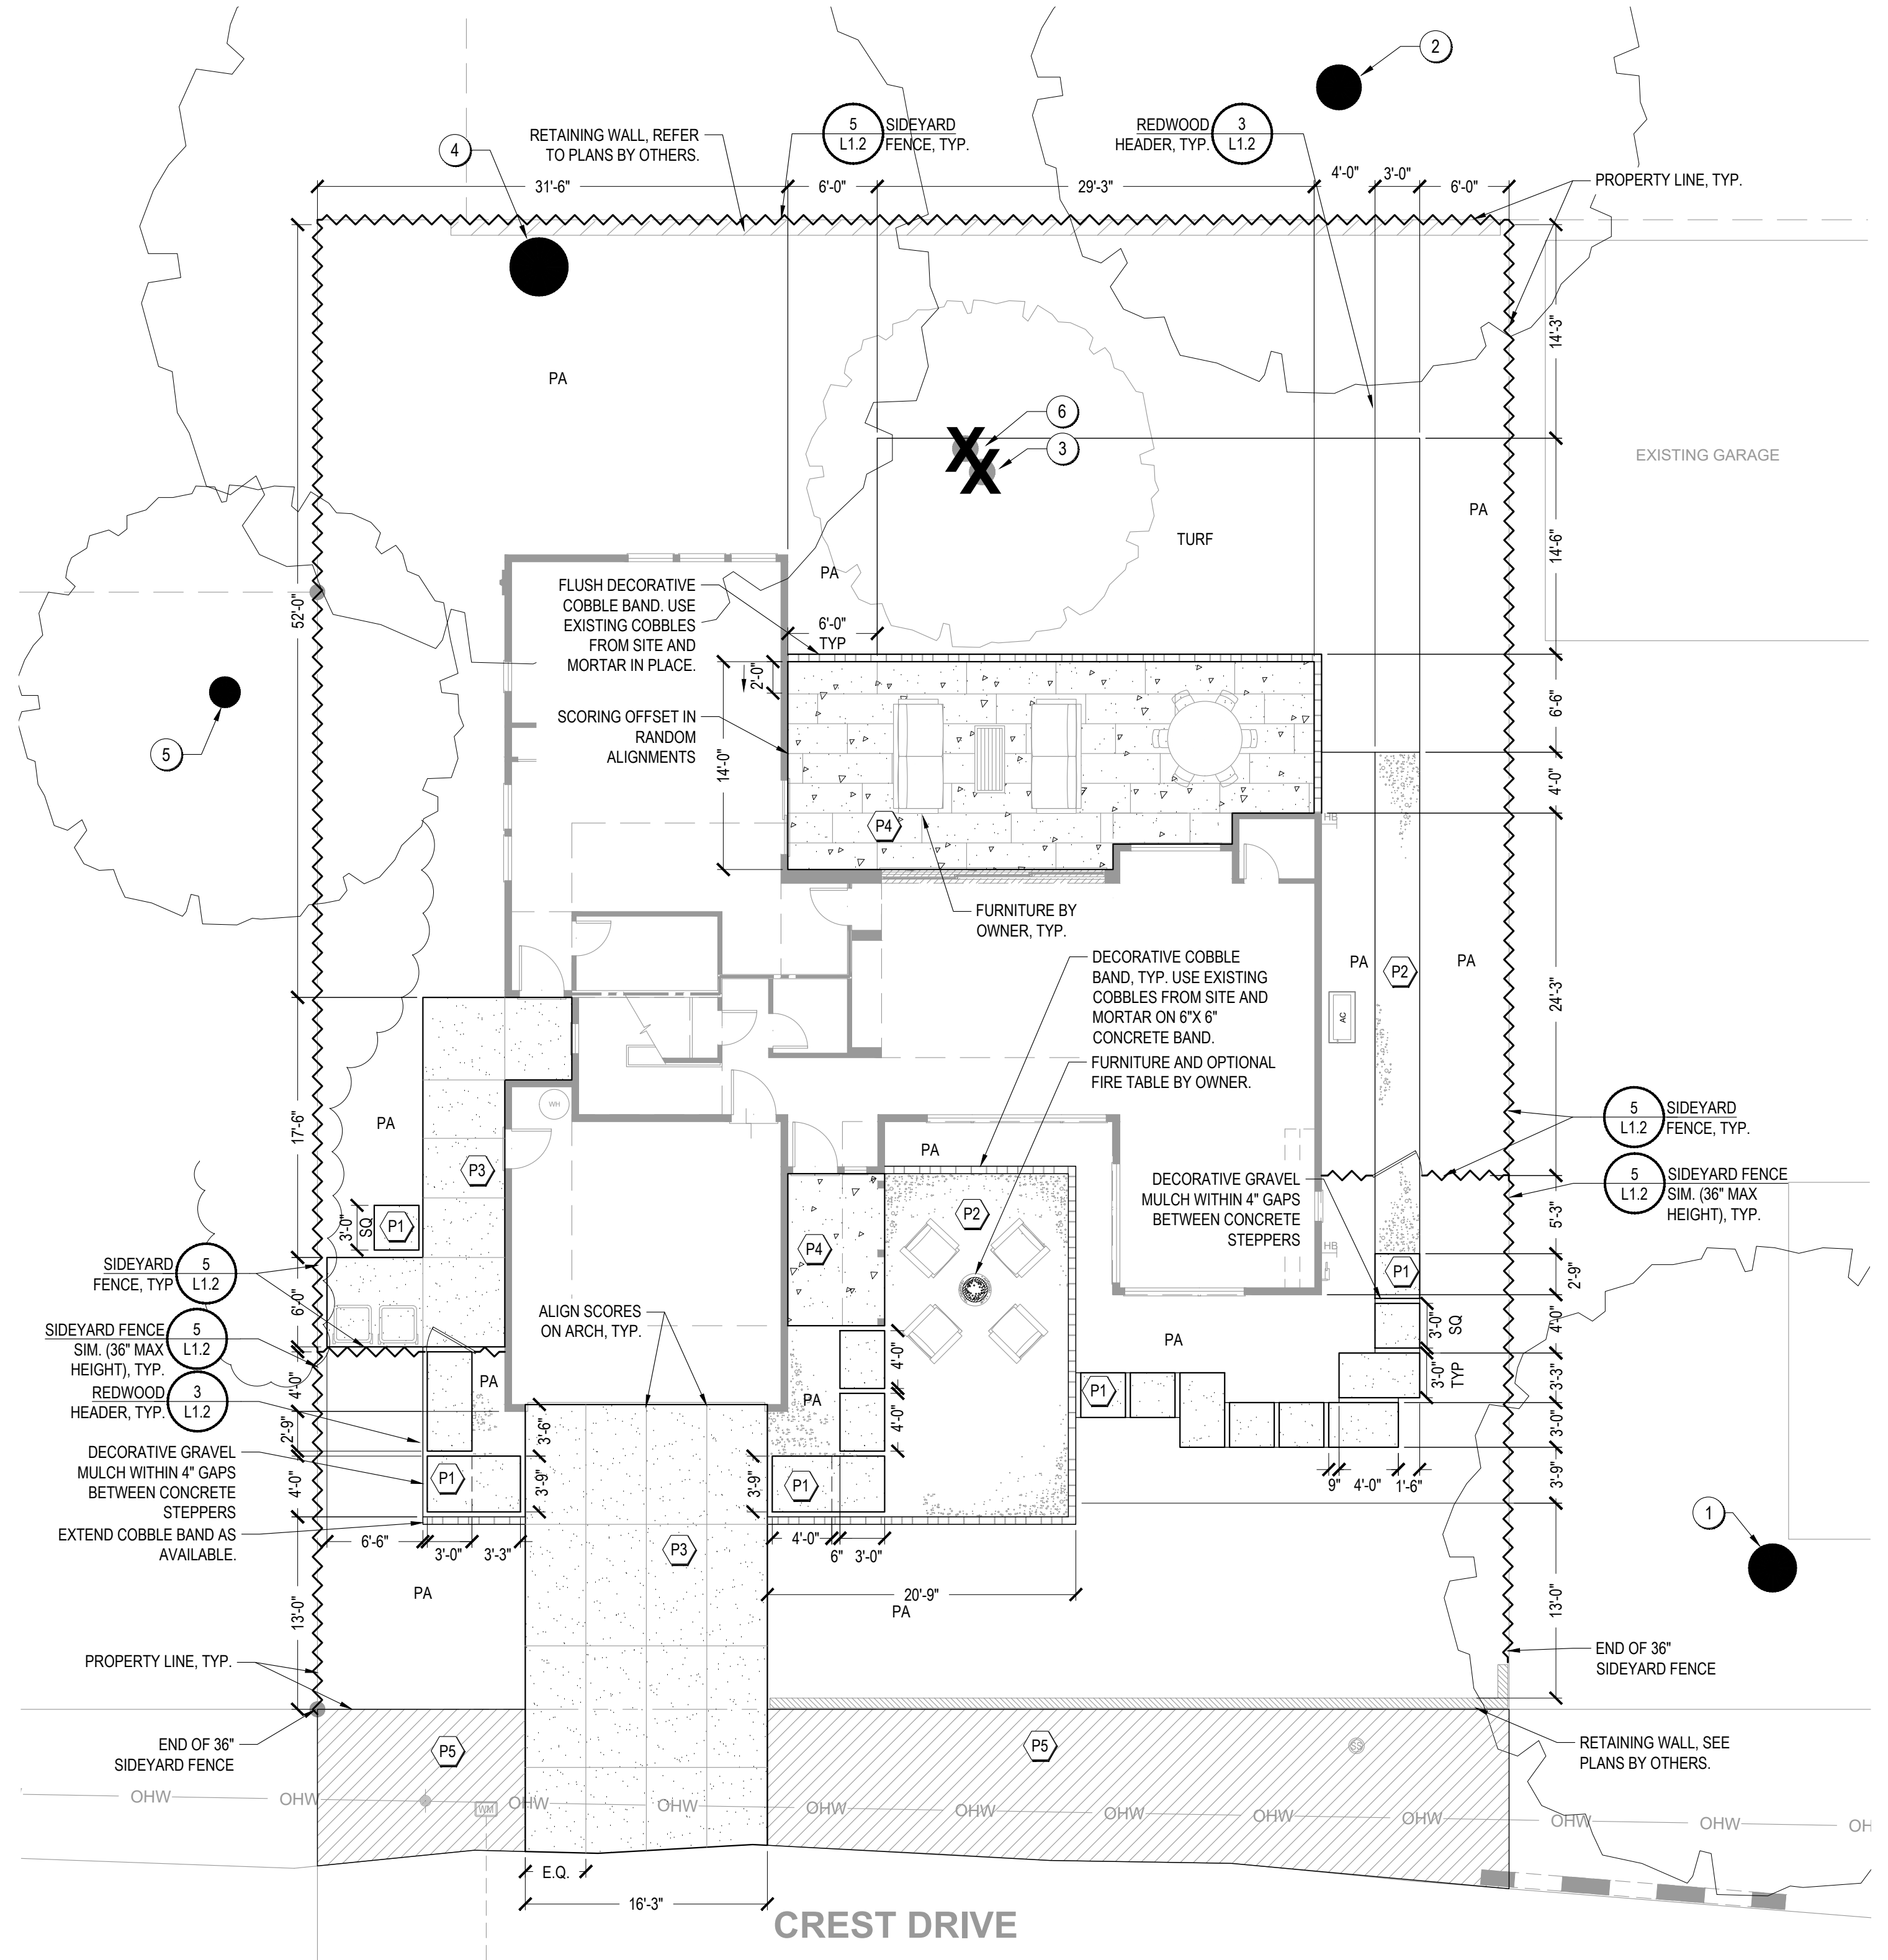 2
4
RETAINING WALL, REFER
TO PLANS BY OTHERS.
5
L1.2
SIDEYARD
FENCE, TYP.
REDWOOD
HEADER, TYP.
3
L1.2
PROPERTY LINE, TYP.
31'-6"
6'-0"
29'-3"
4'-0"
3'-0"
6'-0"
14'-3"
PA
6
3
EXISTING GARAGE
PA
TURF
14'-6"
52'-0"
PA
FLUSH DECORATIVE
COBBLE BAND. USE
EXISTING COBBLES
FROM SITE AND
MORTAR IN PLACE.
6'-0"
TYP
2'-0"
SCORING OFFSET IN
RANDOM
ALIGNMENTS
14'-0"
5
6'-6"
4'-0"
P4
HB
FURNITURE BY
OWNER, TYP.
DECORATIVE COBBLE
BAND, TYP. USE EXISTING
COBBLES FROM SITE AND
MORTAR ON 6"X 6"
CONCRETE BAND.
PA
P2
PA
24'-3"
AC
FURNITURE AND OPTIONAL
FIRE TABLE BY OWNER.
WH
17'-6"
PA
P3
PA
5
L1.2
SIDEYARD
FENCE, TYP.
5
L1.2
SIDEYARD FENCE
SIM. (36" MAX
HEIGHT), TYP.
DECORATIVE GRAVEL
MULCH WITHIN 4" GAPS
BETWEEN CONCRETE
STEPPERS
5'-3"
3'-0"
SQ
P1
P2
P4
HB
P1
2'-9"
SIDEYARD
FENCE, TYP
5
L1.2
6'-0"
ALIGN SCORES
ON ARCH, TYP.
SIDEYARD FENCE
SIM. (36" MAX
HEIGHT), TYP.
5
L1.2
REDWOOD
HEADER, TYP.
3
L1.2
4'-0"
PA
PA
4'-0"
4'-0"
PA
3'-0"
SQ
3'-0"
TYP
4'-0"
3'-3"
P1
3'-0"
2'-9"
3'-6"
DECORATIVE GRAVEL
MULCH WITHIN 4" GAPS
BETWEEN CONCRETE
STEPPERS
4'-0"
P1
3'-9"
3'-9"
P1
9"
4'-0"
1'-6"
3'-9"
EXTEND COBBLE BAND AS
AVAILABLE.
6'-6"
3'-0"
3'-3"
P3
4'-0"
6"
3'-0"
1
20'-9"
PA
PA
13'-0"
13'-0"
PROPERTY LINE, TYP.
END OF 36"
SIDEYARD FENCE
END OF 36"
SIDEYARD FENCE
P5
P5
SS
RETAINING WALL, SEE
PLANS BY OTHERS.
OHW OHW OHW OHW OHW OHW OHW OHW OHW OHW OHW OH
WM
E.Q.
16'-3"
CREST DRIVE